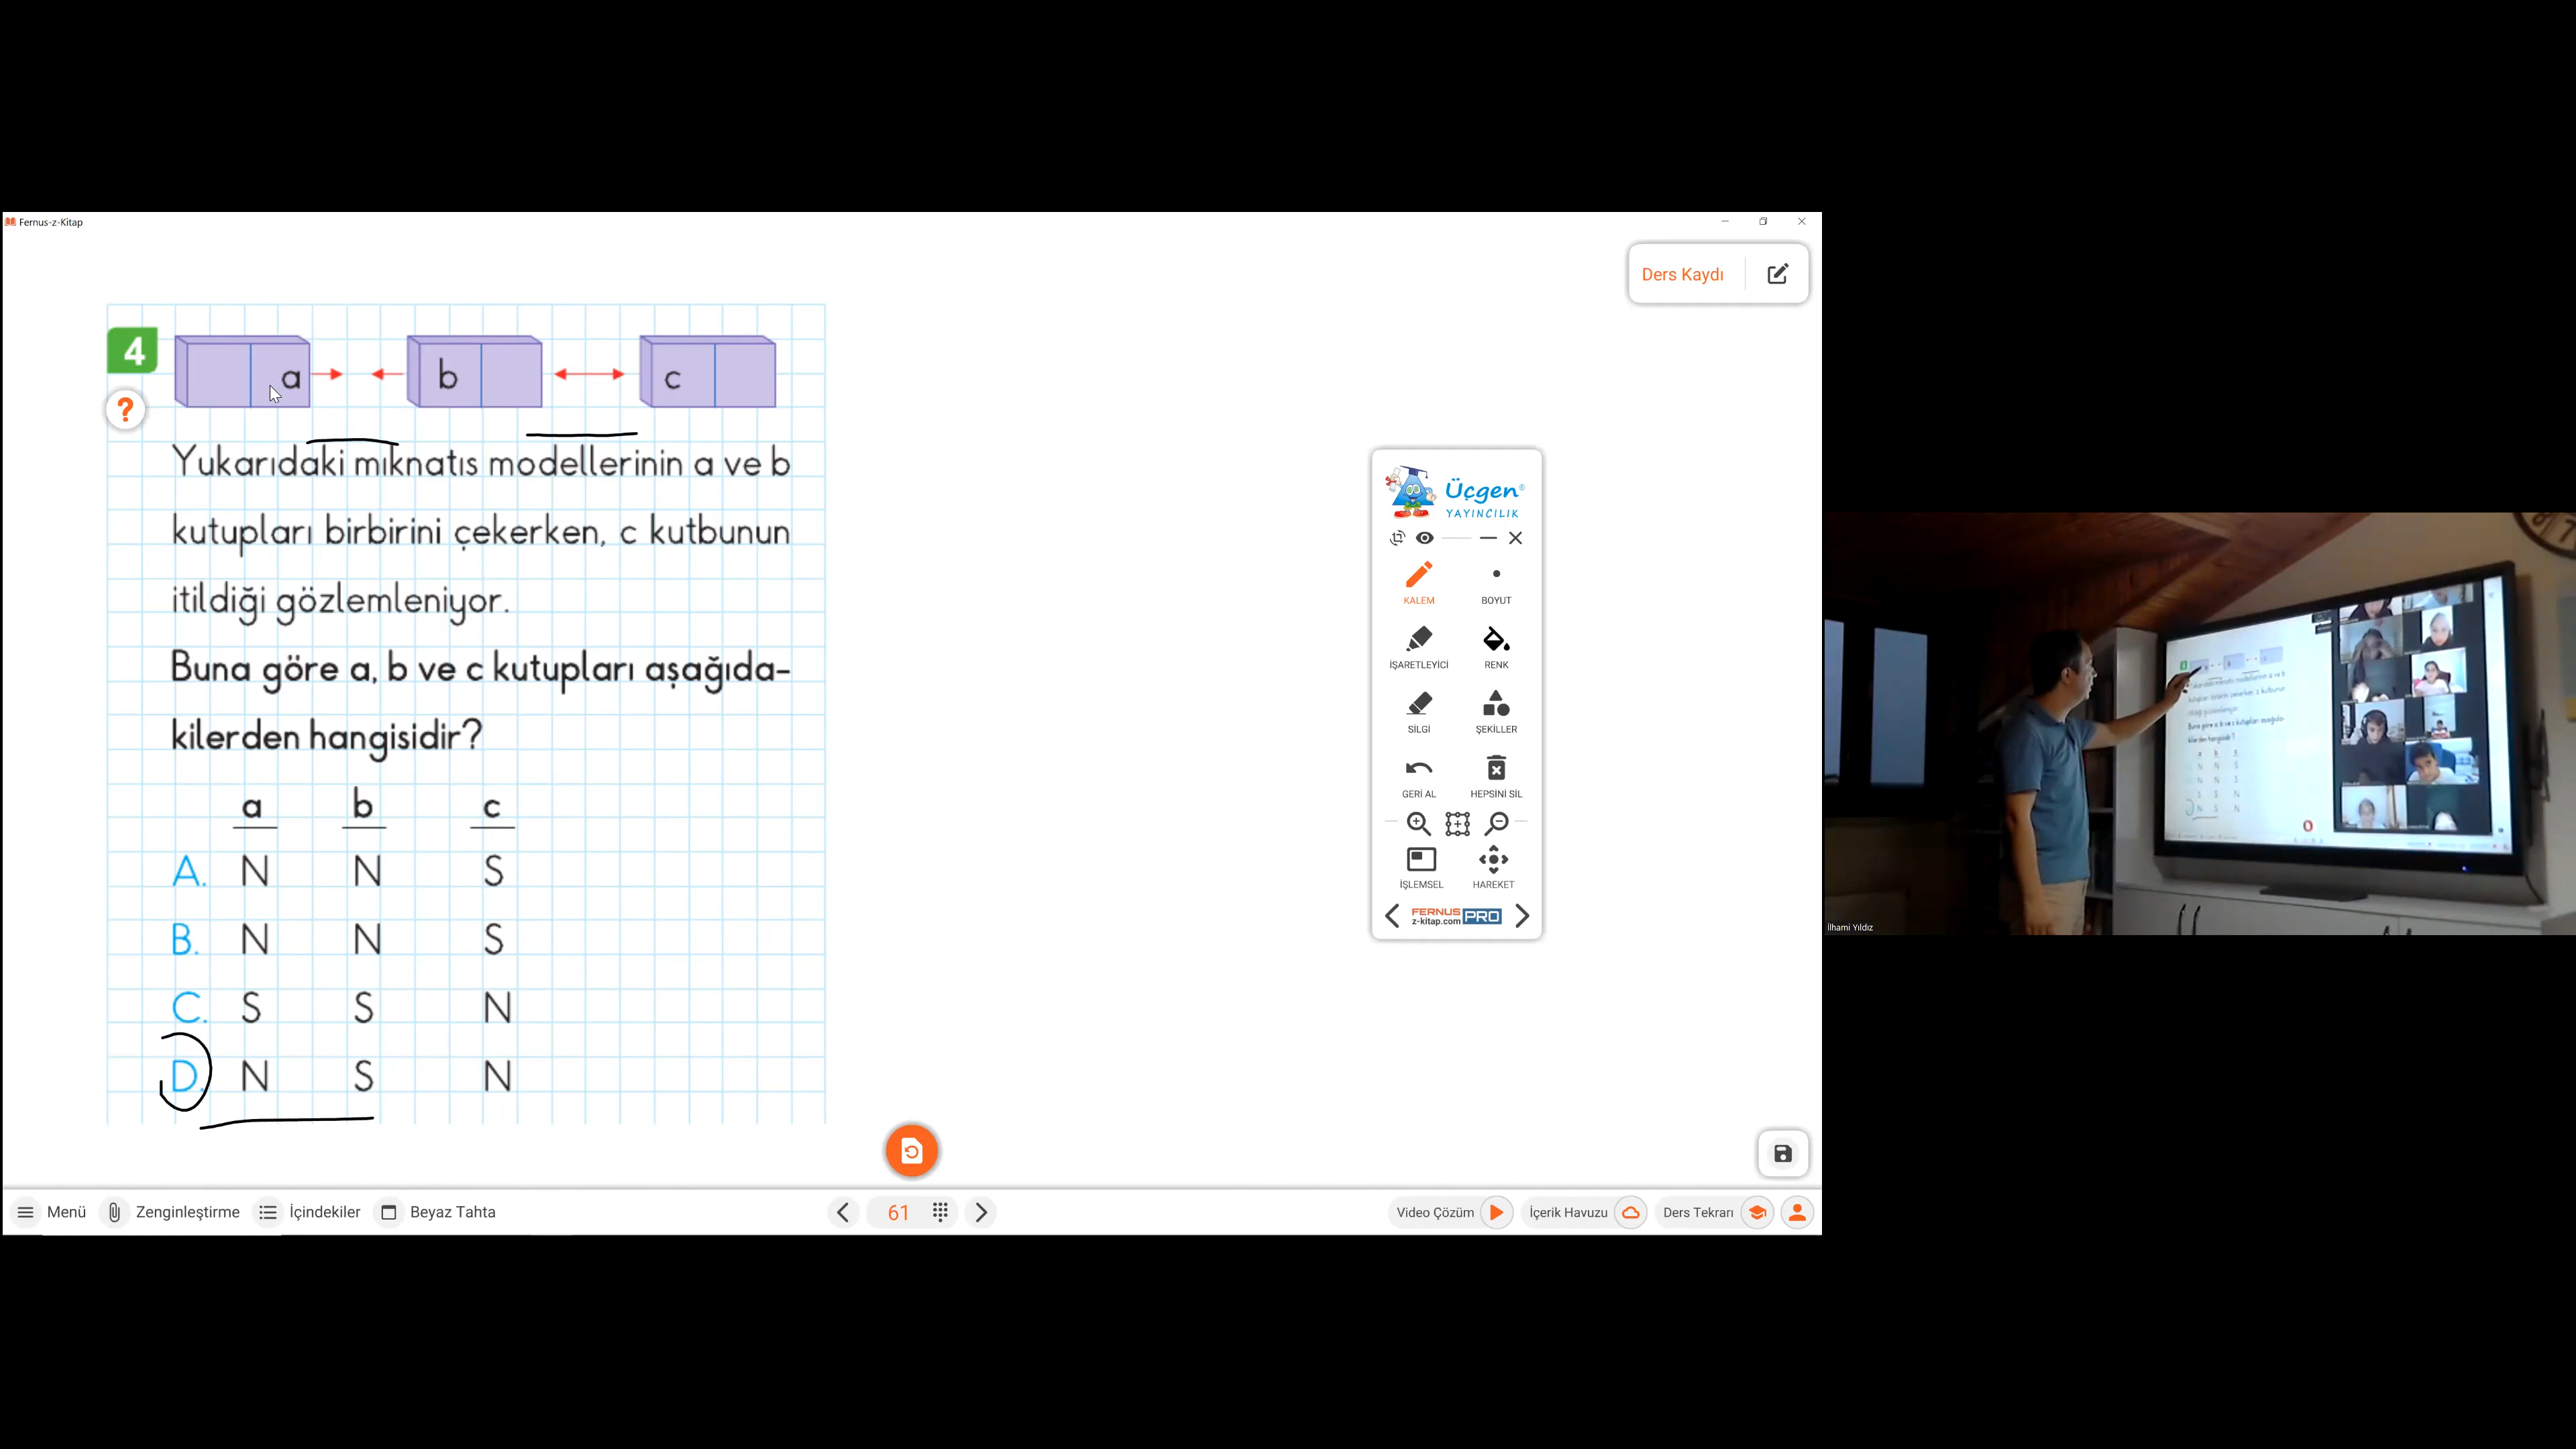 Fernus-z-Kitap
Ders Kaydı
4
a
b
c
?
Yukarıdaki mıknatıs modellerinin a ve b
kutupları birbirini çekerken, c kutbunun
itildiği gözlemleniyor.
Buna göre a, b ve c kutupları aşağıda-
kilerden hangisidir?
a b c
A. N N S
B. N N S
C. S S N
D. N S N
Üçgen®
YAYINCILIK
KALEM
BOYUT
İŞARETLEYİCİ
RENK
SİLGİ
ŞEKİLLER
GERİ AL
HEPSİNİ SİL
İŞLEMSEL
HAREKET
FERNUS
z-kitap.com PRO
İlhami Yıldız
Menü
Zenginleştirme
İçindekiler
Beyaz Tahta
61
Video Çözüm
İçerik Havuzu
Ders Tekrarı